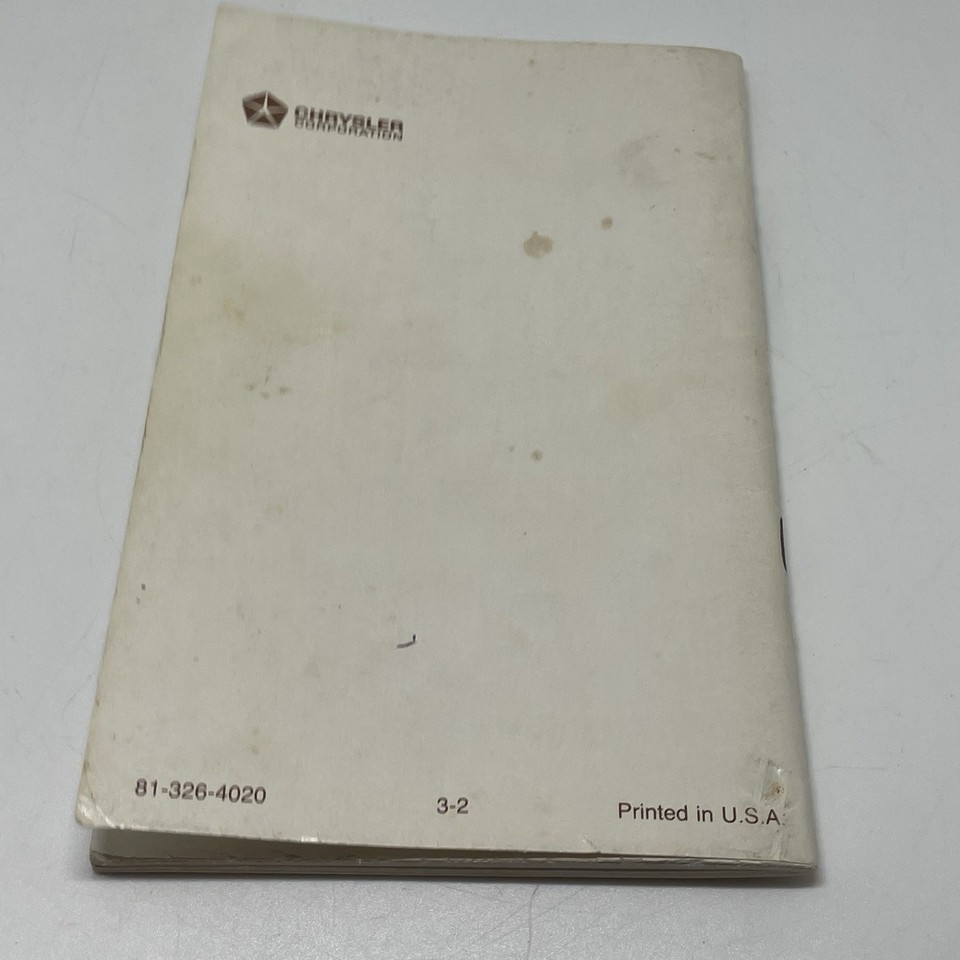 CHRYSLER
CORPORATION
81-326-4020
3-2
Printed in U.S.A.